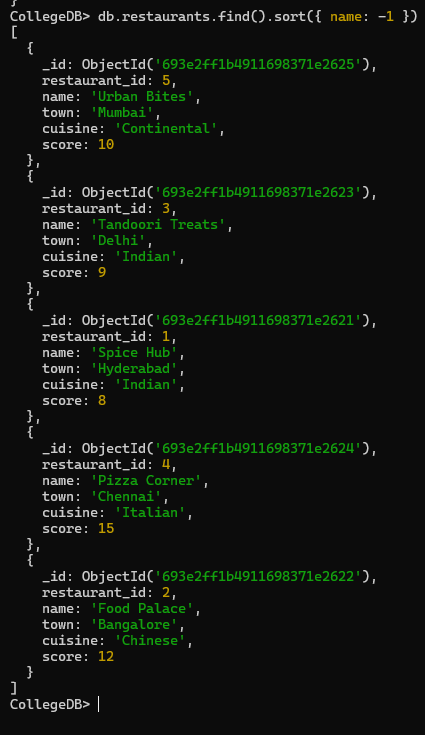 }
CollegeDB> db.restaurants.find().sort({ name: -1 })
[
  {
    _id: ObjectId('693e2ff1b4911698371e2625'),
    restaurant_id: 5,
    name: 'Urban Bites',
    town: 'Mumbai',
    cuisine: 'Continental',
    score: 10
  },
  {
    _id: ObjectId('693e2ff1b4911698371e2623'),
    restaurant_id: 3,
    name: 'Tandoori Treats',
    town: 'Delhi',
    cuisine: 'Indian',
    score: 9
  },
  {
    _id: ObjectId('693e2ff1b4911698371e2621'),
    restaurant_id: 1,
    name: 'Spice Hub',
    town: 'Hyderabad',
    cuisine: 'Indian',
    score: 8
  },
  {
    _id: ObjectId('693e2ff1b4911698371e2624'),
    restaurant_id: 4,
    name: 'Pizza Corner',
    town: 'Chennai',
    cuisine: 'Italian',
    score: 15
  },
  {
    _id: ObjectId('693e2ff1b4911698371e2622'),
    restaurant_id: 2,
    name: 'Food Palace',
    town: 'Bangalore',
    cuisine: 'Chinese',
    score: 12
  }
]
CollegeDB>